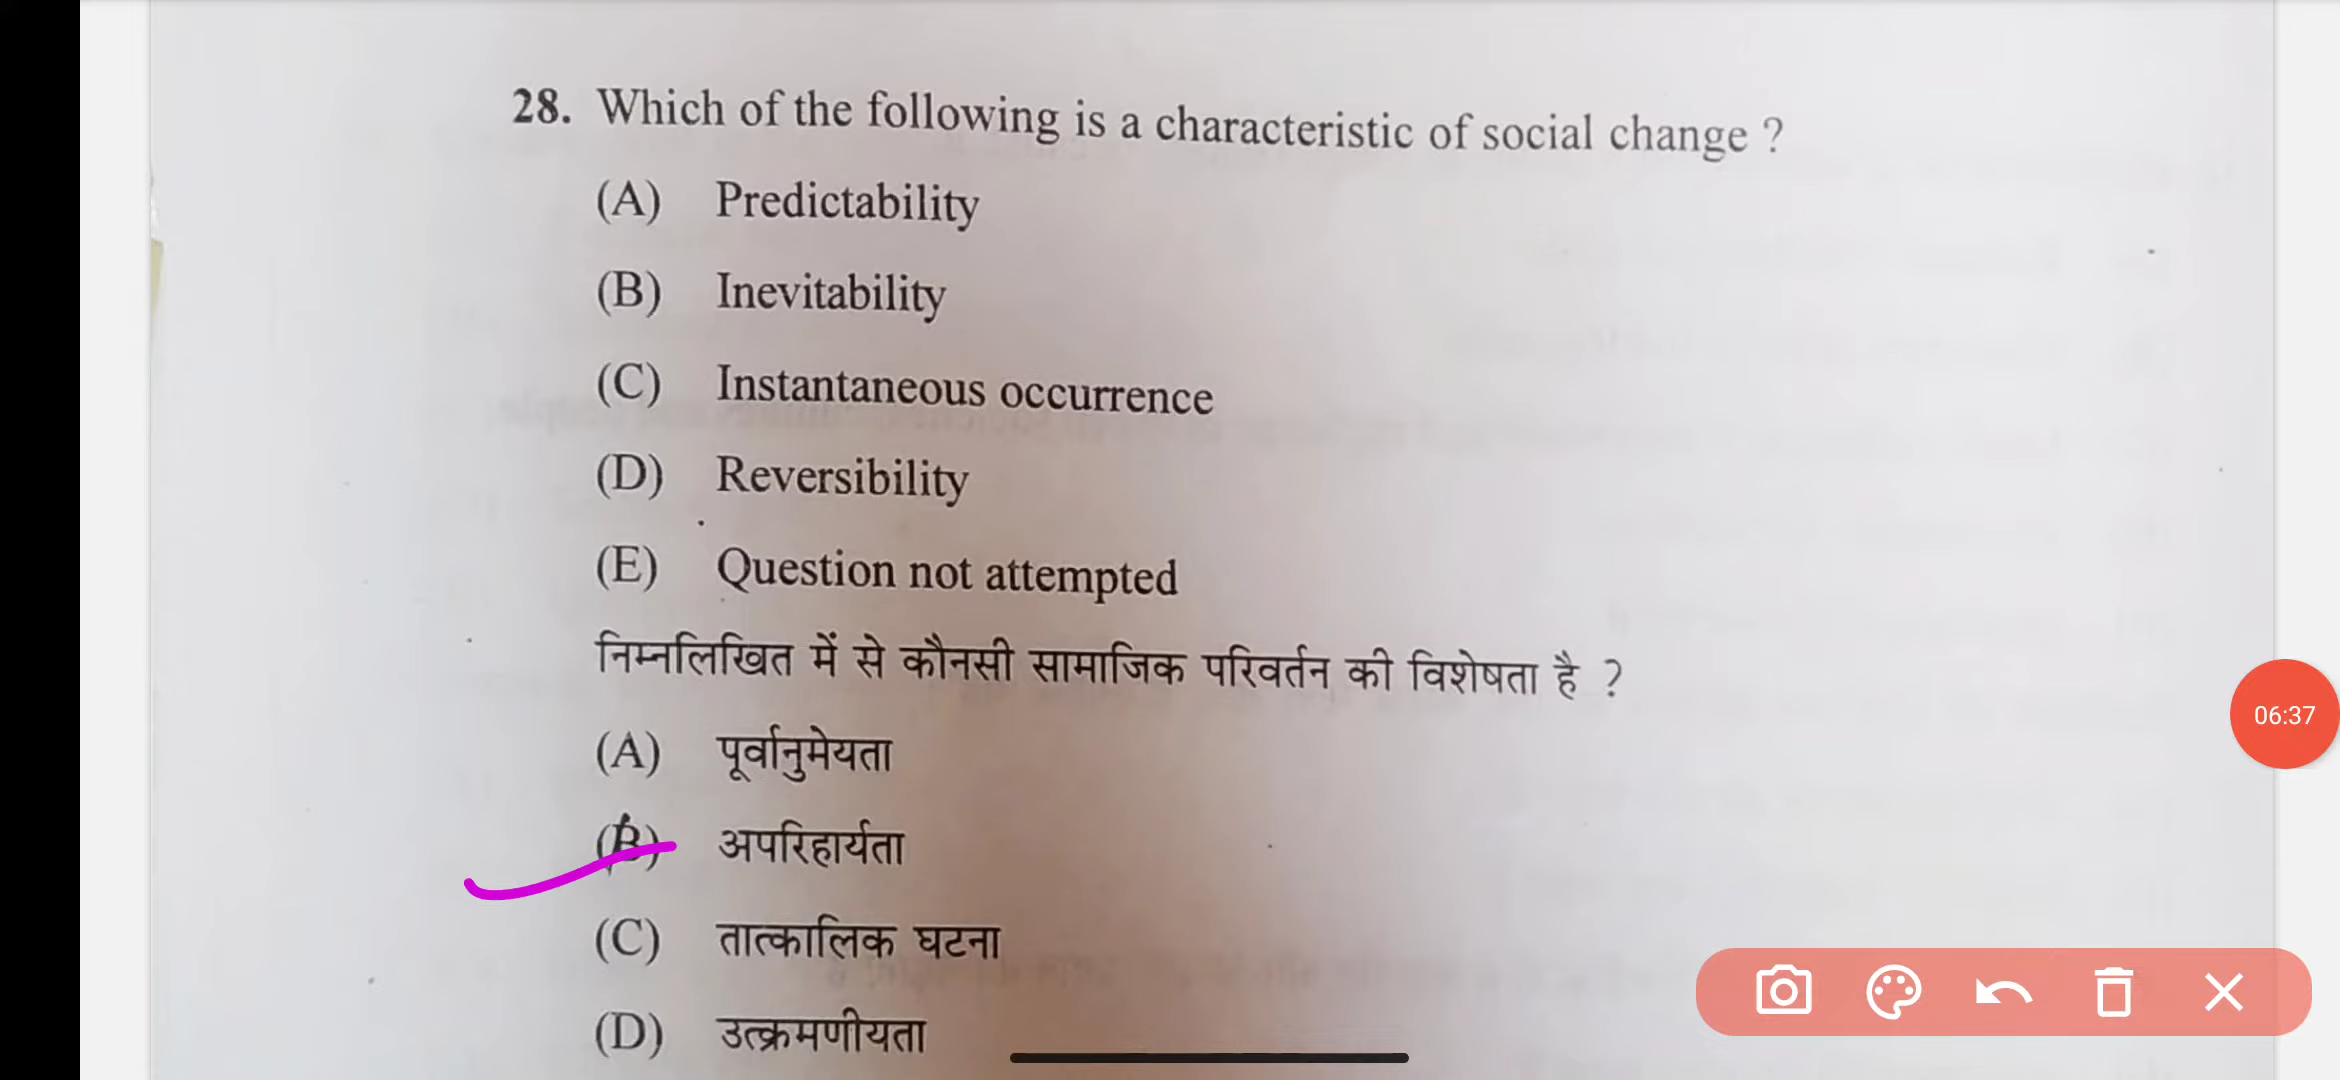 28. Which of the following is a characteristic of social change ?
(A) Predictability
(B) Inevitability
(C) Instantaneous occurrence
(D) Reversibility
(E) Question not attempted
निम्नलिखित में से कौनसी सामाजिक परिवर्तन की विशेषता है ?
(A) पूर्वानुमेयता
(B) अपरिहार्यता
(C) तात्कालिक घटना
(D) उत्क्रमणीयता
06:37